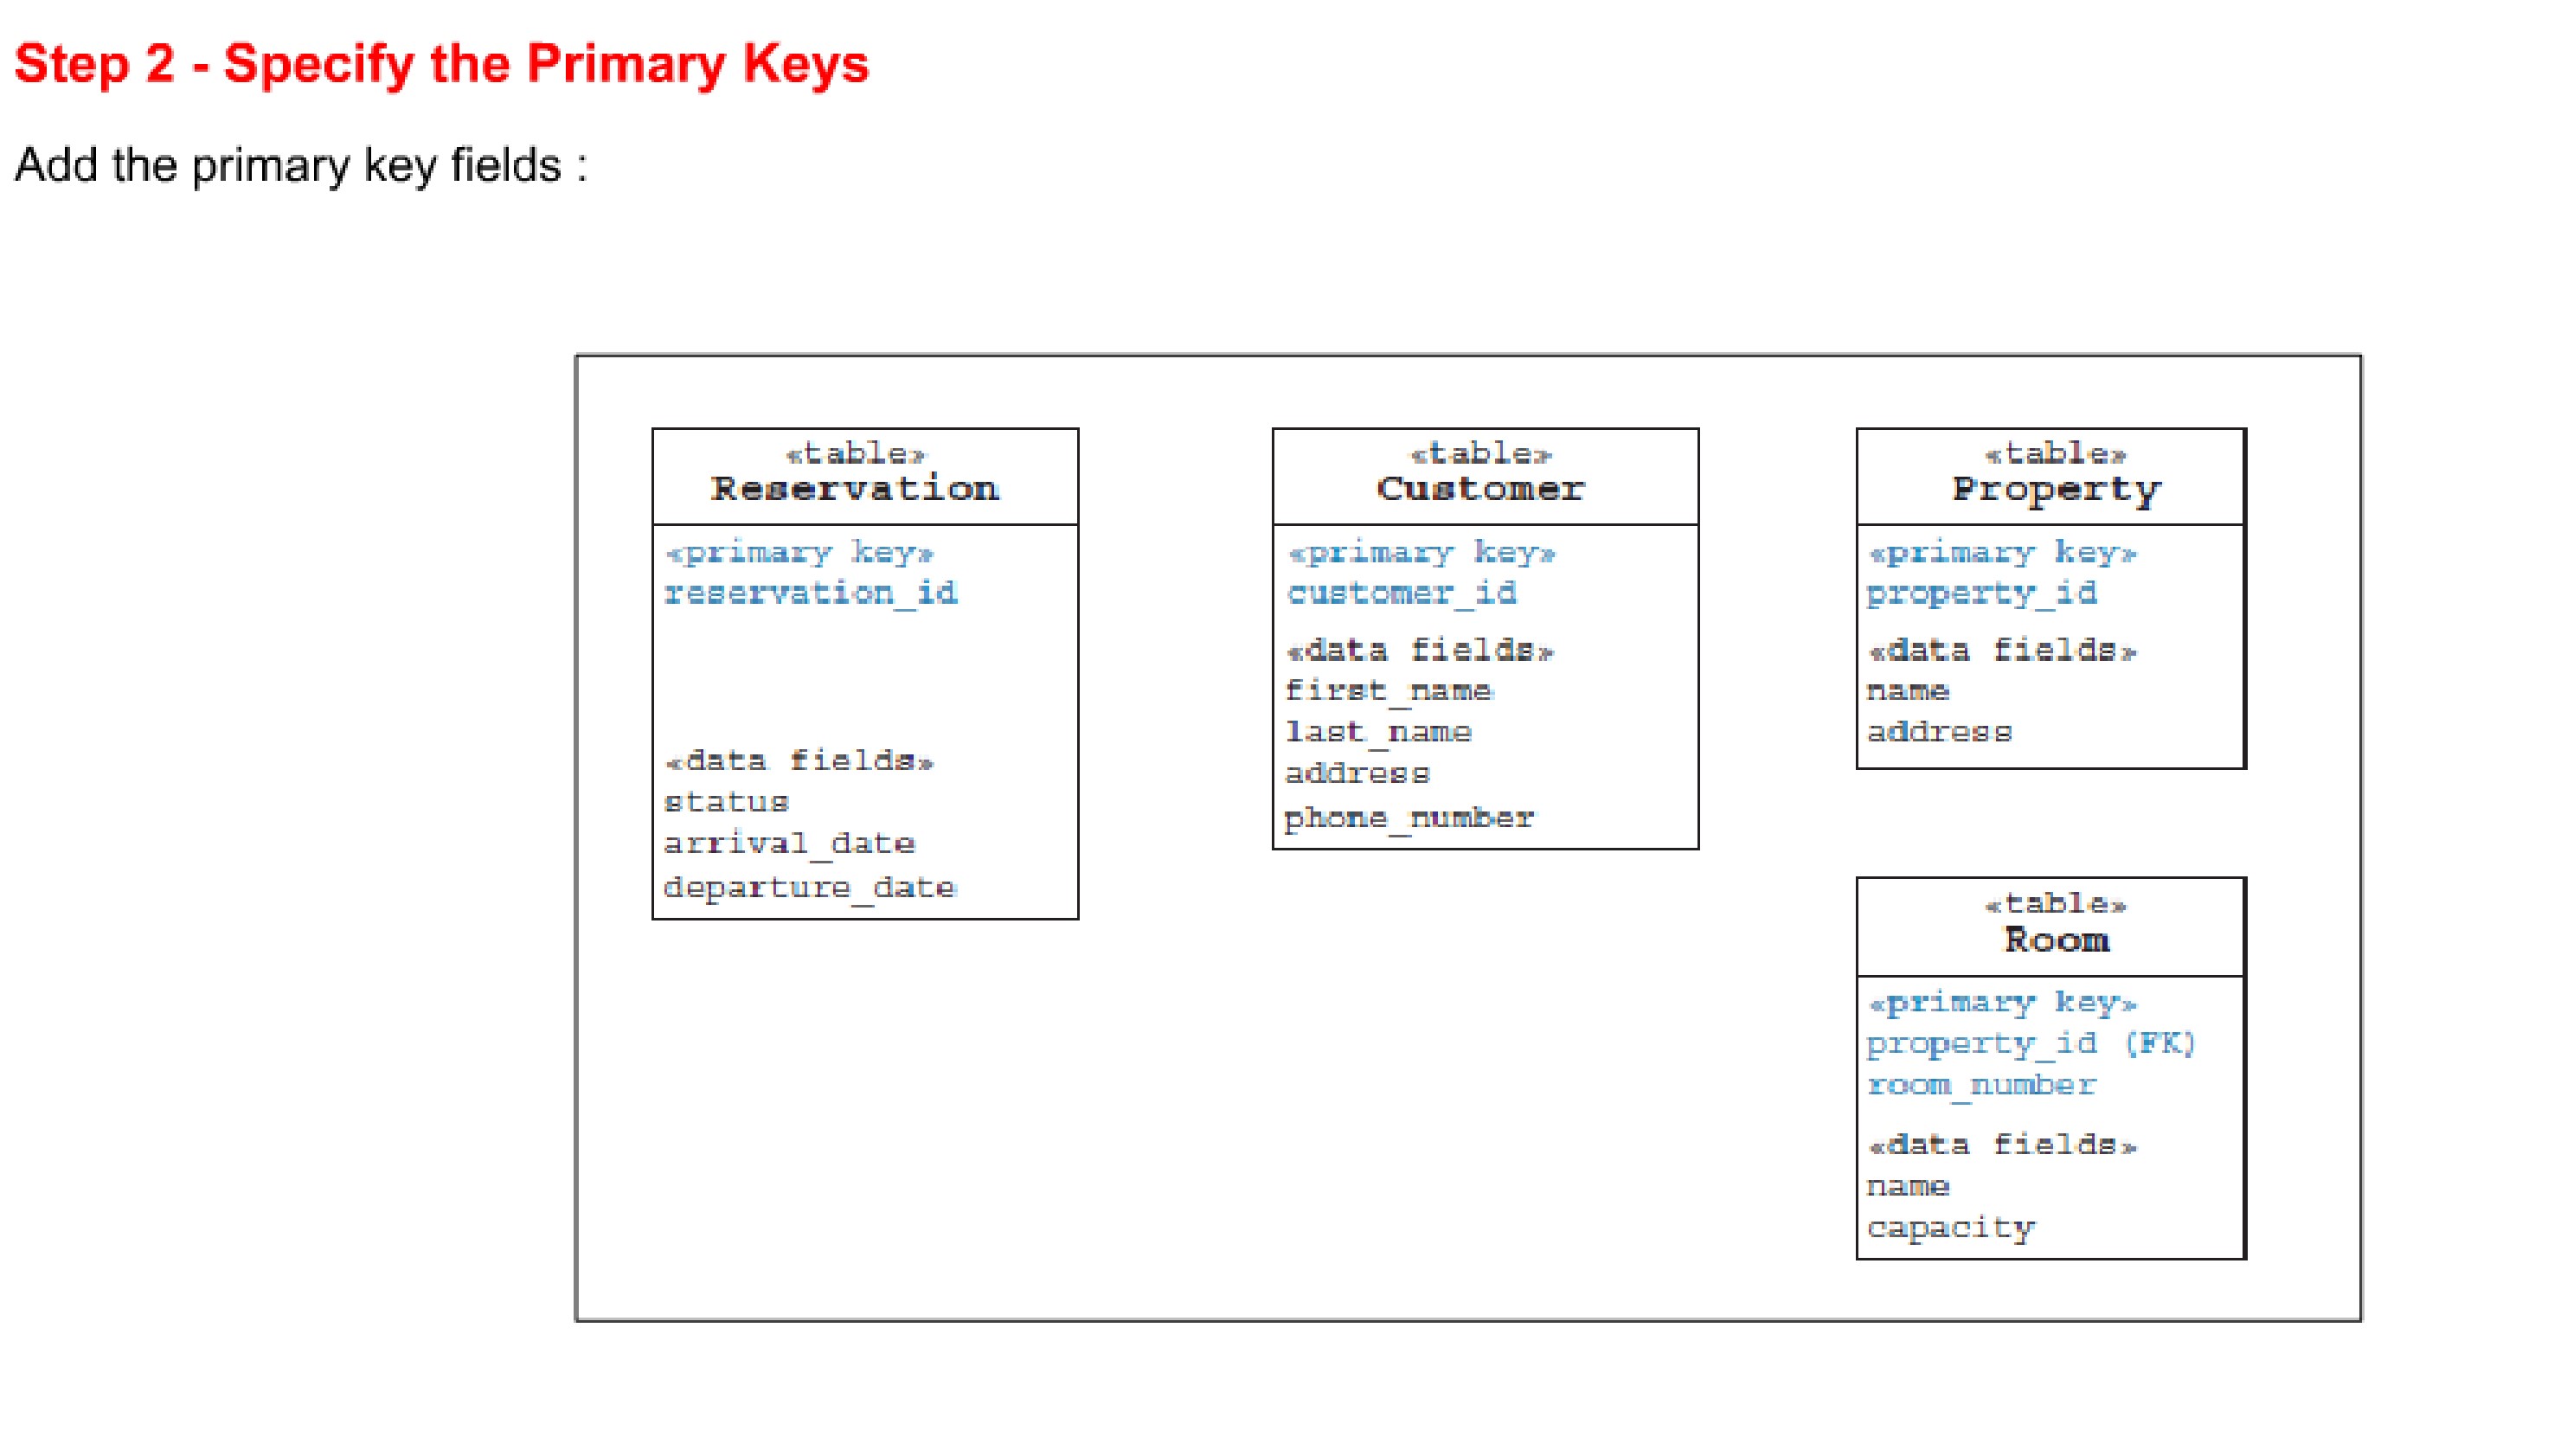 Step 2 - Specify the Primary Keys
Add the primary key fields :
«table»
Reservation
«primary key»
reservation_id
«data fields»
status
arrival_date
departure_date
«table»
Customer
«primary key»
customer_id
«data fields»
first_name
last_name
address
phone_number
«table»
Property
«primary key»
property_id
«data fields»
name
address
«table»
Room
«primary key»
property_id (FK)
room_number
«data fields»
name
capacity